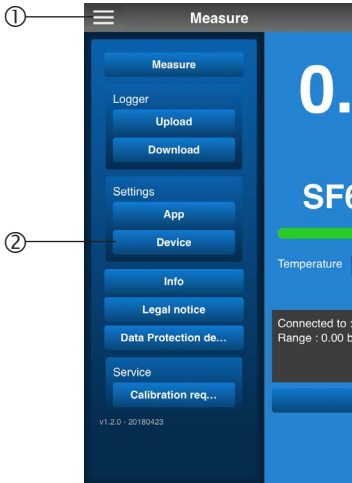 ① Measure
Measure
0.
Logger
Upload
Download
SF6
Settings
App
② Device
Temperature
Info
Legal notice
Data Protection de...
Connected to :
Range : 0.00 b
Service
Calibration req...
v1.2.0 - 20180423